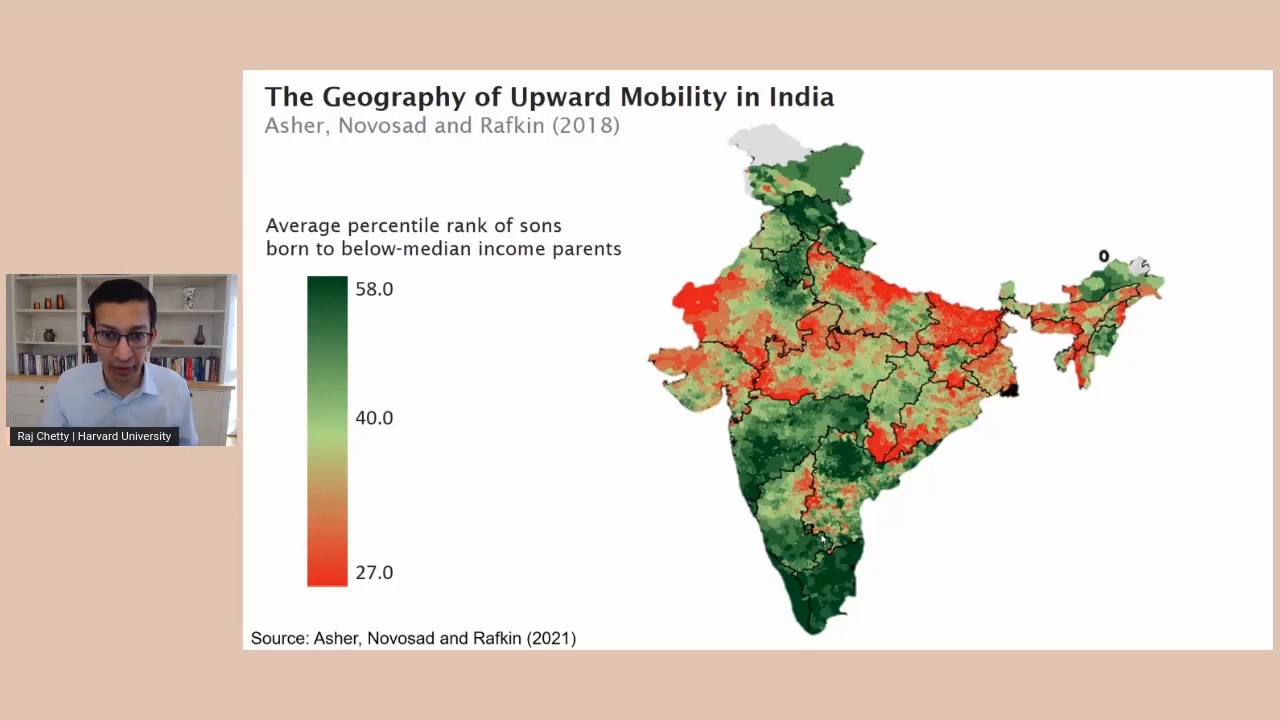 The Geography of Upward Mobility in India
Asher, Novosad and Rafkin (2018)
Average percentile rank of sons
born to below-median income parents
58.0
40.0
27.0
0
Raj Chetty | Harvard University
Source: Asher, Novosad and Rafkin (2021)